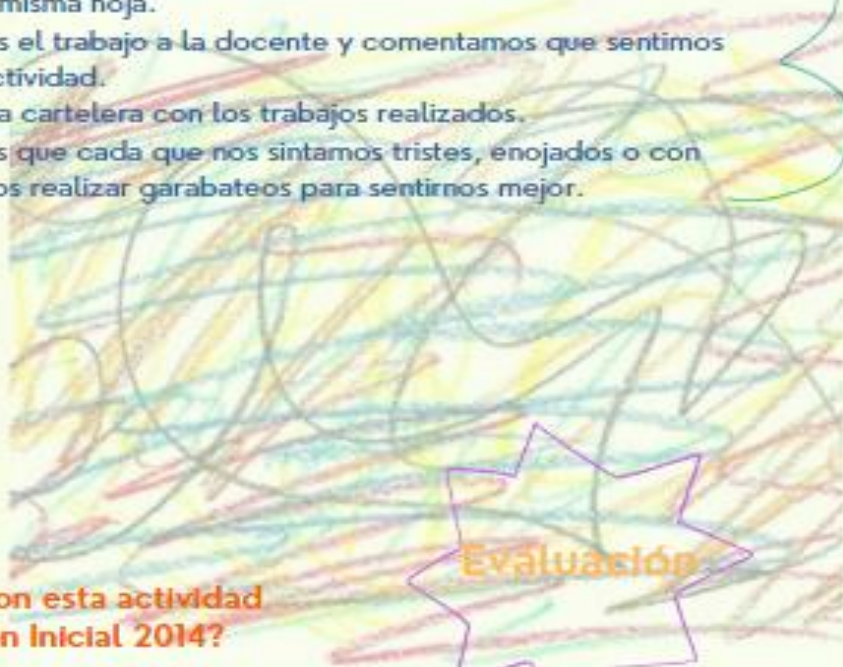 misma hoja.
s el trabajo a la docente y comentamos que sentimos
ctividad.
a cartelera con los trabajos realizados.
s que cada que nos sintamos tristes, enojados o con
os realizar garabateos para sentirnos mejor.
Evaluación
on esta actividad
n Inicial 2014?